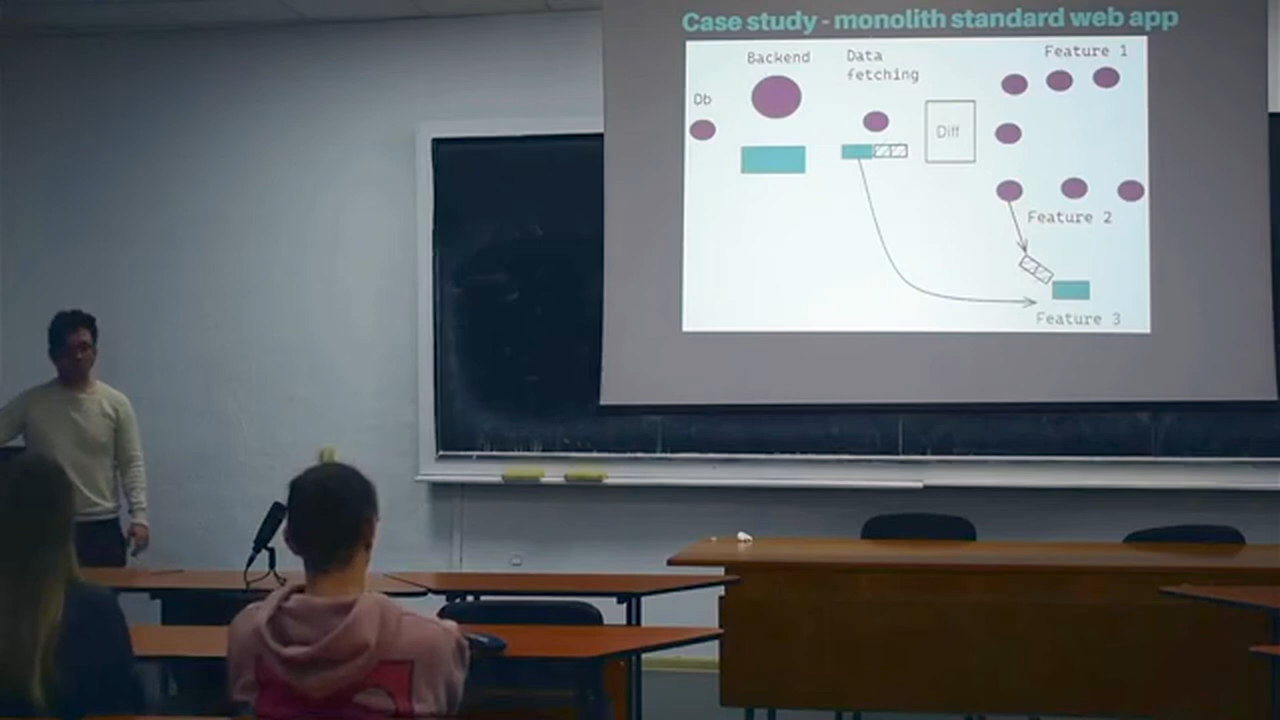 Case study - monolith standard web app
Backend
Data
fetching
Feature 1
Db
Diff
Feature 2
Feature 3